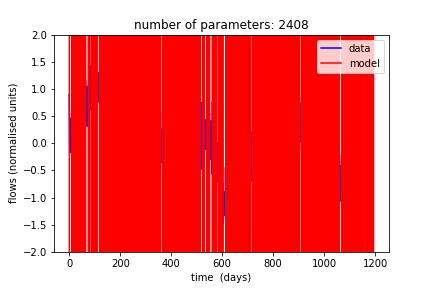 number of parameters: 2408
data
model
2.0
1.5
1.0
0.5
0.0
−0.5
−1.0
−1.5
−2.0
flows (normalised units)
0 200 400 600 800 1000 1200
time (days)